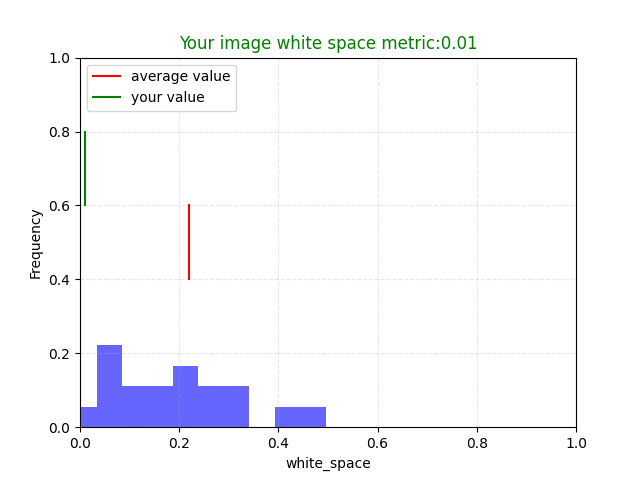 Your image white space metric:0.01
1.0
0.8
0.6
0.4
0.2
0.0
Frequency
average value
your value
0.0 0.2 0.4 0.6 0.8 1.0
white_space